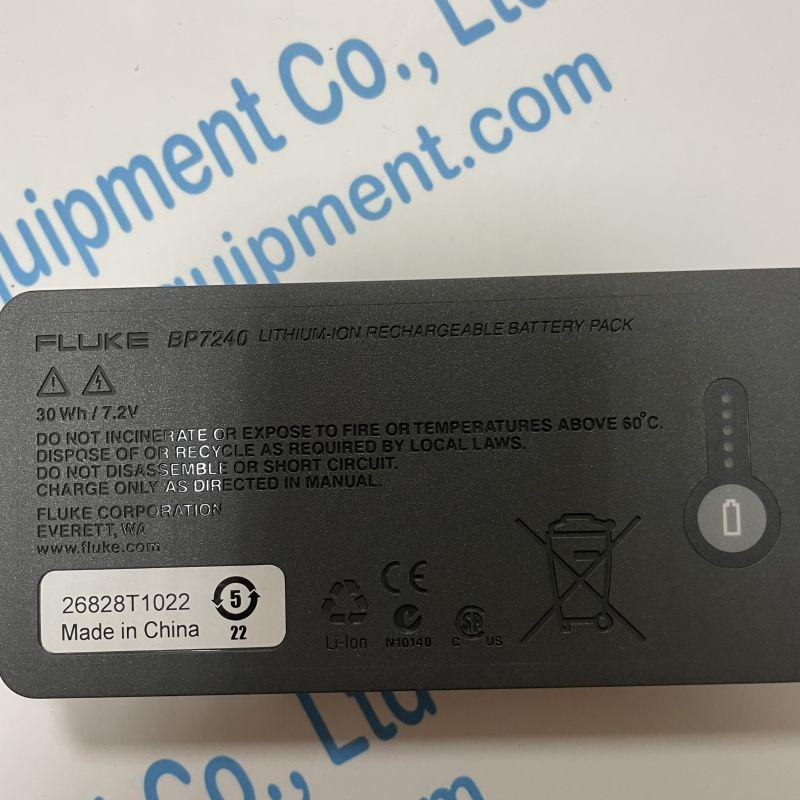 quipment Co., Ltd
quipment.com
FLUKE BP7240 LITHIUM-ION RECHARGEABLE BATTERY PACK
30 Wh / 7.2V
DO NOT INCINERATE OR EXPOSE TO FIRE OR TEMPERATURES ABOVE 60°C.
DISPOSE OF OR RECYCLE AS REQUIRED BY LOCAL LAWS.
DO NOT DISASSEMBLE OR SHORT CIRCUIT.
CHARGE ONLY AS DIRECTED IN MANUAL.
FLUKE CORPORATION
EVERETT, WA
www.fluke.com
26828T1022
Made in China
5
22
Li-Ion
CE
N10140
C SA US
Co., Ltd